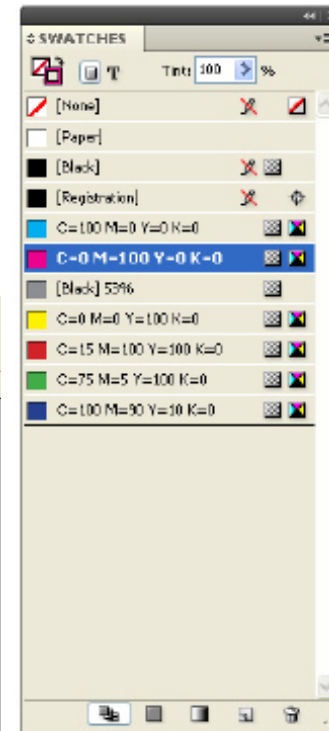 SWATCHES
T Tint: 100 %
[None]
[Paper]
[Black]
[Registration]
C=100 M=0 Y=0 K=0
C=0 M=100 Y=0 K=0
[Black] 53%
C=0 M=0 Y=100 K=0
C=15 M=100 Y=100 K=0
C=75 M=5 Y=100 K=0
C=100 M=90 Y=10 K=0